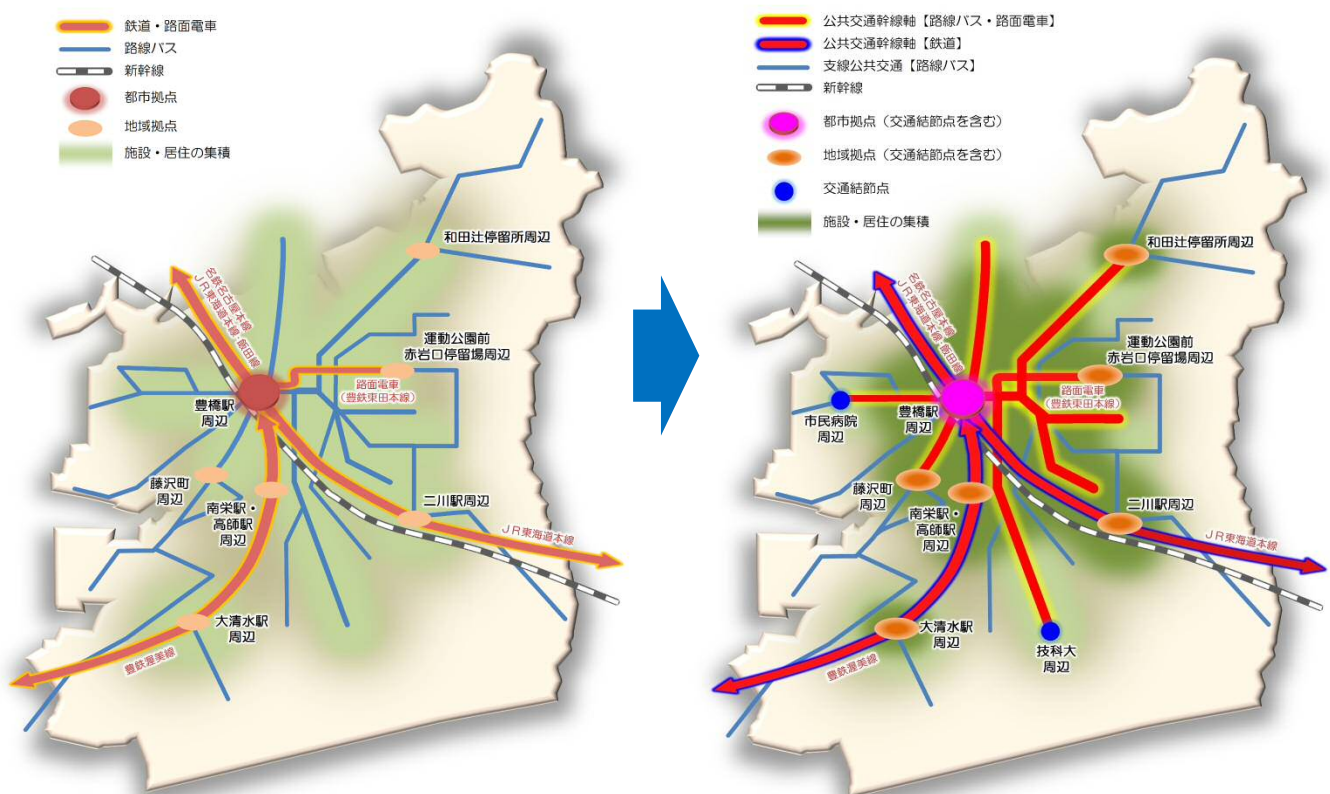 鉄道・路面電車
路線バス
新幹線
都市拠点
地域拠点
施設・居住の集積
和田辻停留所周辺
名鉄名古屋本線
JR東海道本線・飯田線
運動公園前
赤岩口停留場周辺
路面電車
(豊鉄東田本線)
豊橋駅
周辺
藤沢町
周辺
南栄駅・
高師駅
周辺
二川駅周辺
JR東海道本線
大清水駅
周辺
豊鉄渥美線
公共交通幹線軸【路線バス・路面電車】
公共交通幹線軸【鉄道】
支線公共交通【路線バス】
新幹線
都市拠点(交通結節点を含む)
地域拠点(交通結節点を含む)
交通結節点
施設・居住の集積
和田辻停留所周辺
名鉄名古屋本線
JR東海道本線・飯田線
運動公園前
赤岩口停留場周辺
路面電車
(豊鉄東田本線)
市民病院
周辺
豊橋駅
周辺
藤沢町
周辺
南栄駅・
高師駅
周辺
二川駅周辺
JR東海道本線
大清水駅
周辺
技科大
周辺
豊鉄渥美線